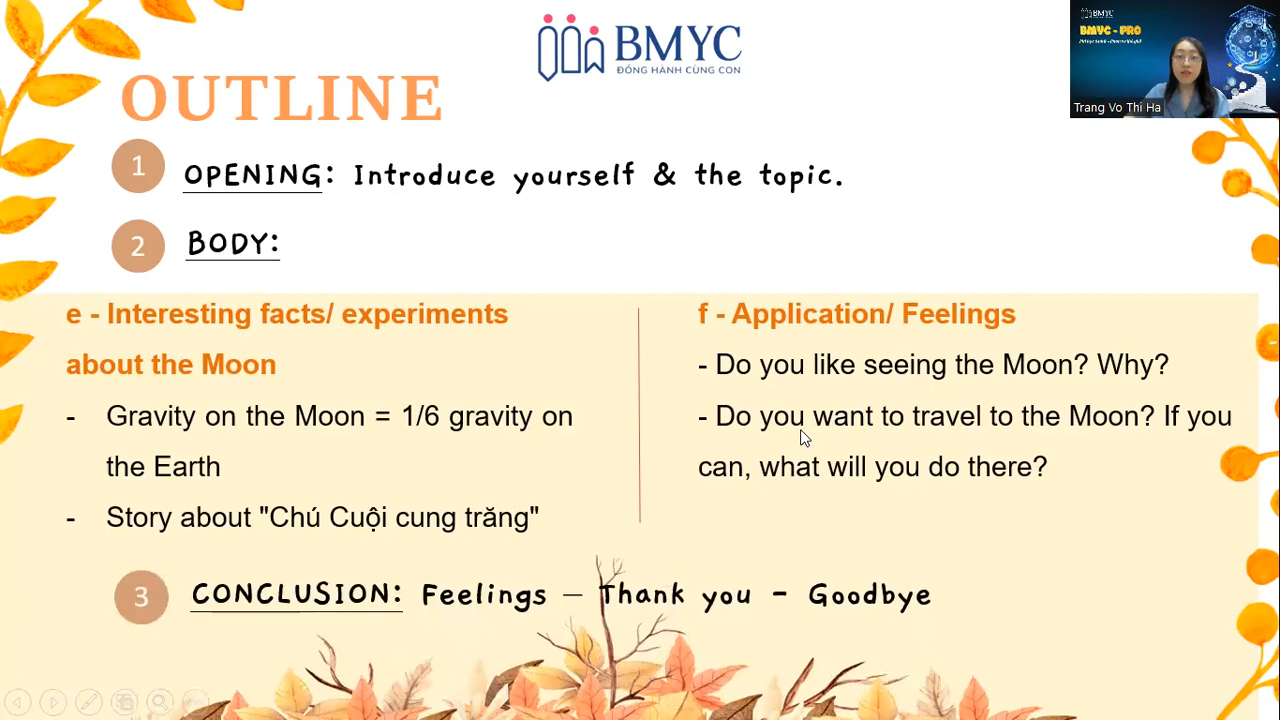 BMYC
ĐỒNG HÀNH CÙNG CON
BMYC
BMYC - PRO
Trang Vo Thi Ha
OUTLINE
1
OPENING: Introduce yourself & the topic.
2
BODY:
e - Interesting facts/ experiments
about the Moon
- Gravity on the Moon = 1/6 gravity on
the Earth
- Story about "Chú Cuội cung trăng"
f - Application/ Feelings
- Do you like seeing the Moon? Why?
- Do you want to travel to the Moon? If you
can, what will you do there?
3
CONCLUSION: Feelings – Thank you - Goodbye